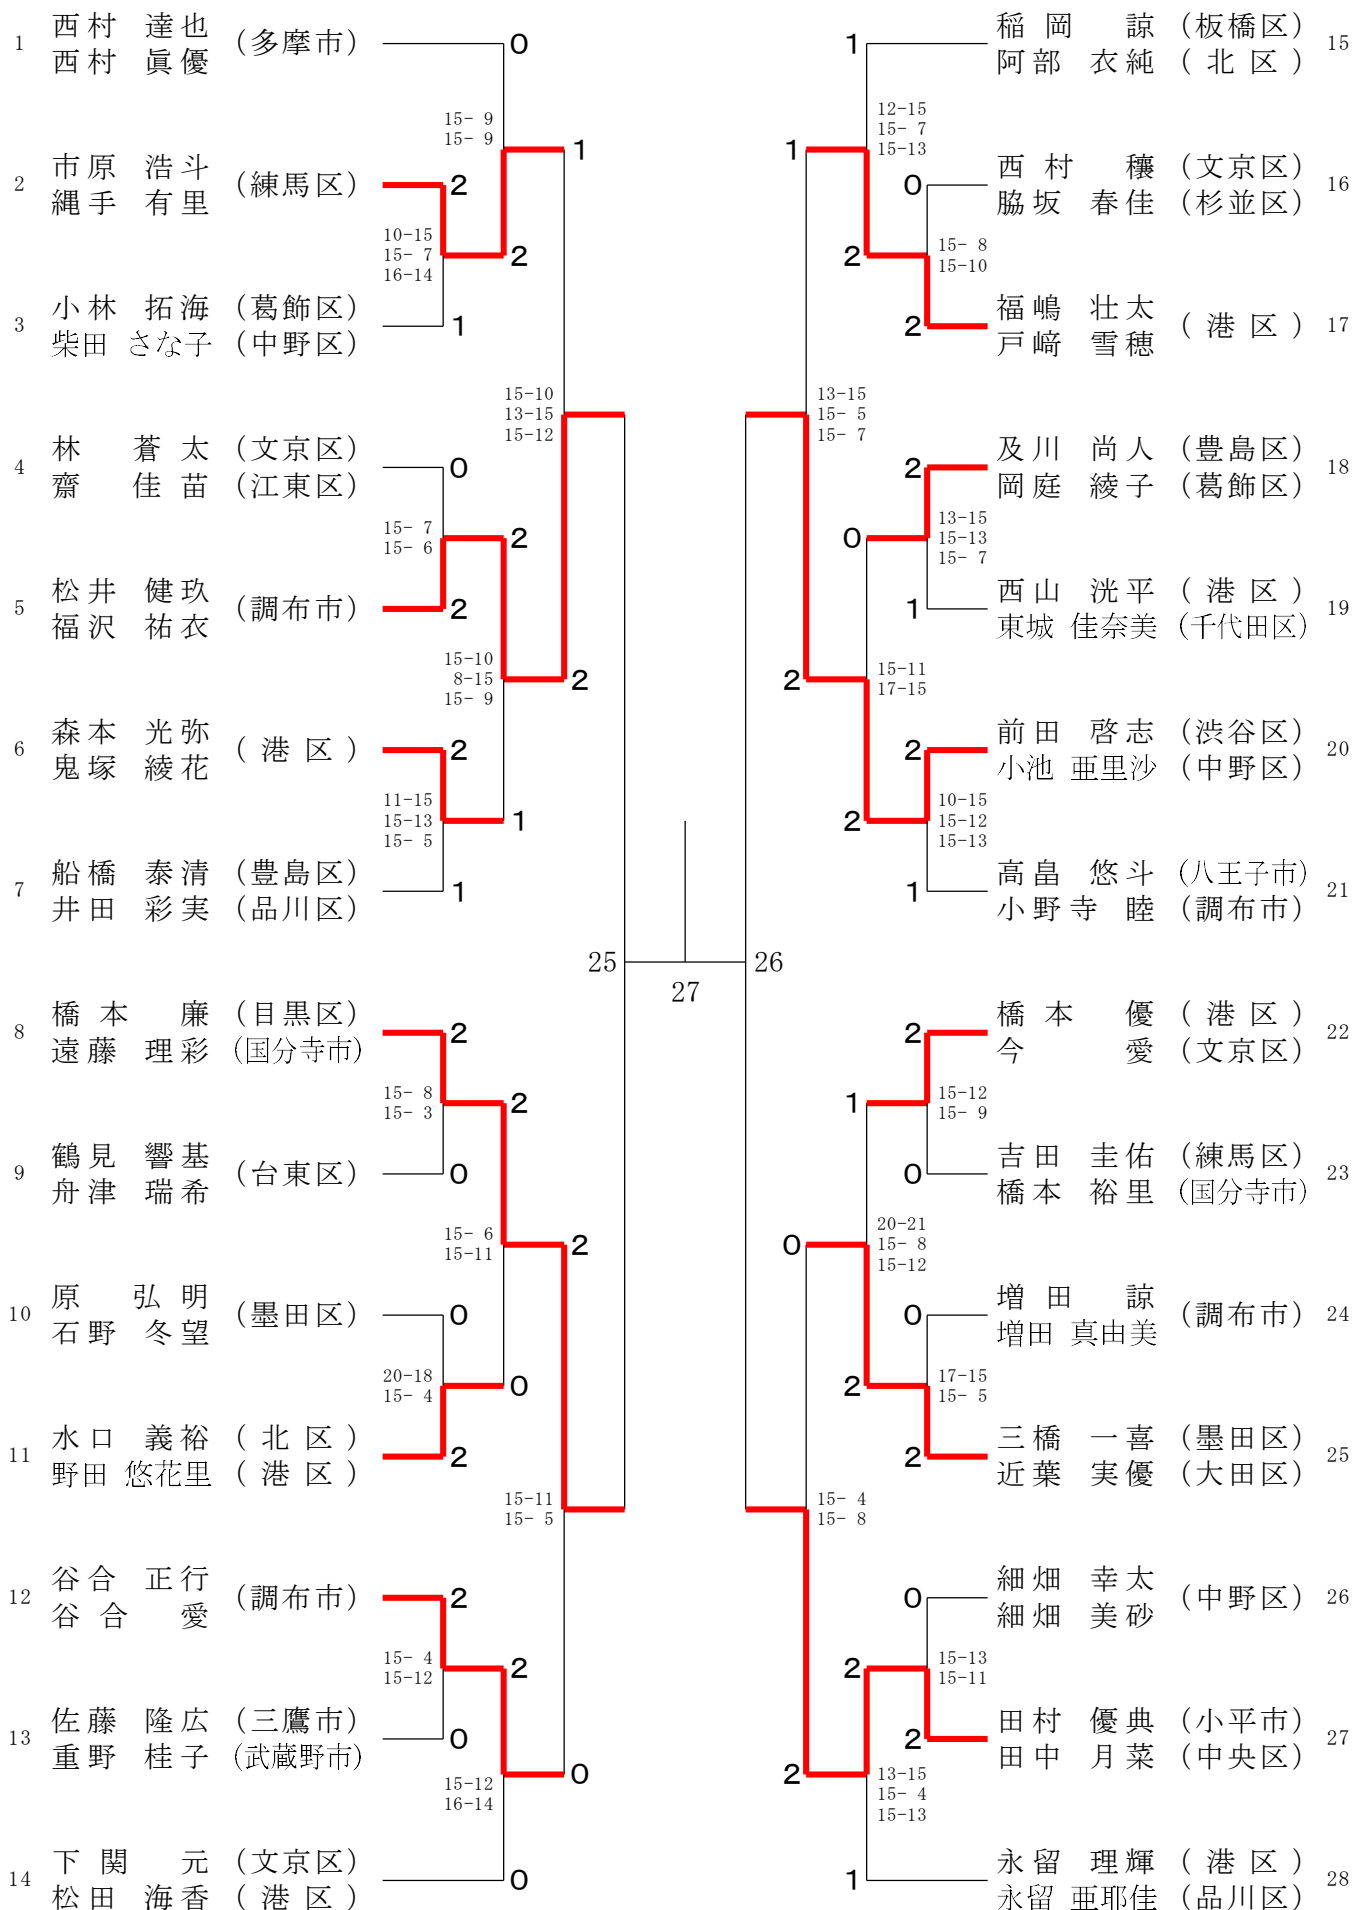 1 西村 達也 (多摩市) 0
西村 眞優
15- 9
15- 9
1
2 市原 浩斗 (練馬区) 2
縄手 有里
10-15
15- 7
16-14
2
3 小林 拓海 (葛飾区) 1
柴田 さな子 (中野区)
15-10
13-15
15-12
4 林 蒼太 (文京区) 0
齋 佳苗 (江東区)
15- 7
15- 6
2
5 松井 健玖 (調布市) 2
福沢 祐衣
15-10
8-15
15- 9
2
6 森本 光弥 (港区) 2
鬼塚 綾花
11-15
15-13
15- 5
1
7 船橋 泰清 (豊島区) 1
井田 彩実 (品川区)
25
27
26
8 橋本 廉 (目黒区) 2
遠藤 理彩 (国分寺市)
15- 8
15- 3
2
9 鶴見 響基 (台東区) 0
舟津 瑞希
15- 6
15-11
2
10 原 弘明 (墨田区) 0
石野 冬望
20-18
15- 4
0
11 水口 義裕 (北区) 2
野田 悠花里 (港区)
15-11
15- 5
12 谷合 正行 (調布市) 2
谷合 愛
15- 4
15-12
2
13 佐藤 隆広 (三鷹市) 0
重野 桂子 (武蔵野市)
15-12
16-14
0
14 下関 元 (文京区) 0
松田 海香 (港区)
1 稲岡 諒 (板橋区) 15
阿部 衣純 (北区)
12-15
15- 7
15-13
1
0 西村 穰 (文京区) 16
脇坂 春佳 (杉並区)
15- 8
15-10
2
2 福嶋 壮太 (港区) 17
戸﨑 雪穂
13-15
15- 5
15- 7
2 及川 尚人 (豊島区) 18
岡庭 綾子 (葛飾区)
13-15
15-13
15- 7
0
1 西山 洸平 (港区) 19
東城 佳奈美 (千代田区)
15-11
17-15
2
2 前田 啓志 (渋谷区) 20
小池 亜里沙 (中野区)
10-15
15-12
15-13
2
1 高畠 悠斗 (八王子市) 21
小野寺 睦 (調布市)
2 橋本 優 (港区) 22
今 愛 (文京区)
15-12
15- 9
1
0 吉田 圭佑 (練馬区) 23
橋本 裕里 (国分寺市)
20-21
15- 8
15-12
0
0 増田 諒 (調布市) 24
増田 真由美
17-15
15- 5
2
2 三橋 一喜 (墨田区) 25
近葉 実優 (大田区)
15- 4
15- 8
0 細畑 幸太 (中野区) 26
細畑 美砂
15-13
15-11
2
2 田村 優典 (小平市) 27
田中 月菜 (中央区)
13-15
15- 4
15-13
2
1 永留 理輝 (港区) 28
永留 亜耶佳 (品川区)